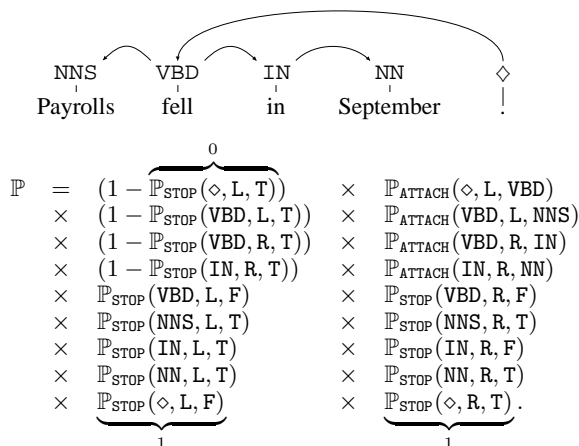 NNS VBD IN NN ◇
Payrolls fell in September .
0
ℙ = (1 − ℙSTOP(◇, L, T)) × ℙATTACH(◇, L, VBD)
× (1 − ℙSTOP(VBD, L, T)) × ℙATTACH(VBD, L, NNS)
× (1 − ℙSTOP(VBD, R, T)) × ℙATTACH(VBD, R, IN)
× (1 − ℙSTOP(IN, R, T)) × ℙATTACH(IN, R, NN)
× ℙSTOP(VBD, L, F) × ℙSTOP(VBD, R, F)
× ℙSTOP(NNS, L, T) × ℙSTOP(NNS, R, T)
× ℙSTOP(IN, L, T) × ℙSTOP(IN, R, F)
× ℙSTOP(NN, L, T) × ℙSTOP(NN, R, T)
× ℙSTOP(◇, L, F) × ℙSTOP(◇, R, T) .
1 1